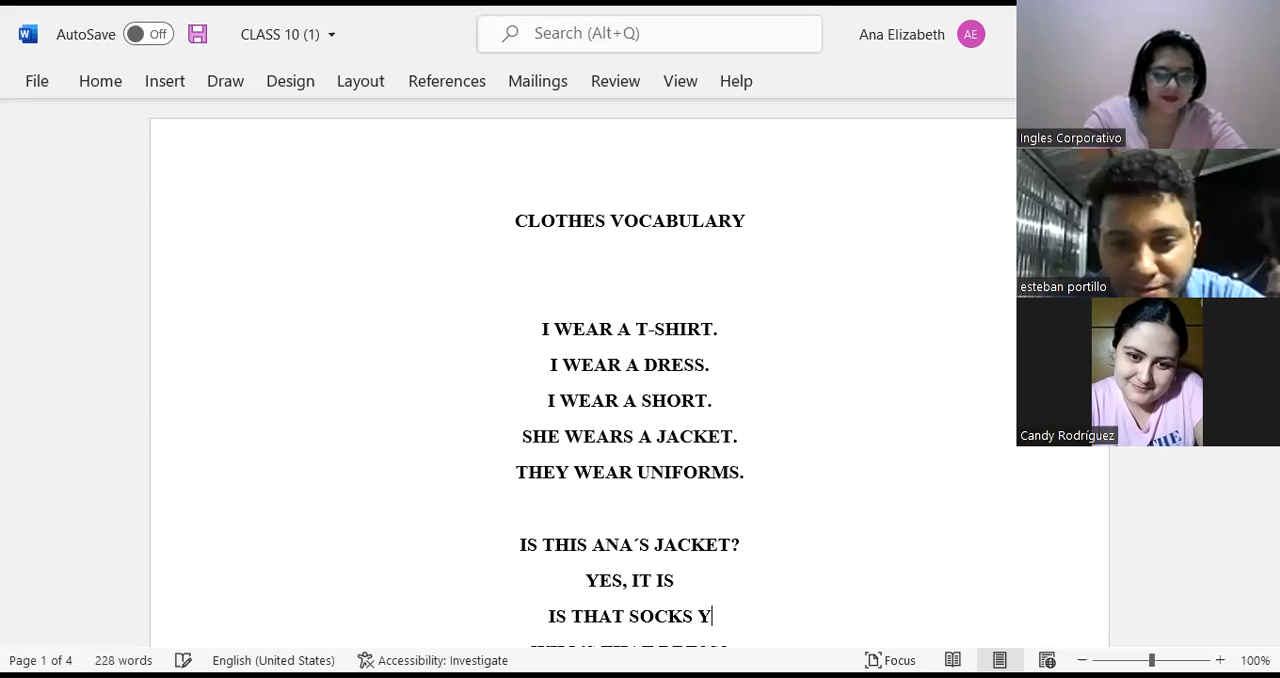 AutoSave Off CLASS 10 (1) Search (Alt+Q) Ana Elizabeth AE
File Home Insert Draw Design Layout References Mailings Review View Help
Ingles Corporativo
esteban portillo
Candy Rodríguez
CLOTHES VOCABULARY
I WEAR A T-SHIRT.
I WEAR A DRESS.
I WEAR A SHORT.
SHE WEARS A JACKET.
THEY WEAR UNIFORMS.
IS THIS ANA´S JACKET?
YES, IT IS
IS THAT SOCKS Y
Page 1 of 4 228 words English (United States) Accessibility: Investigate Focus 100%